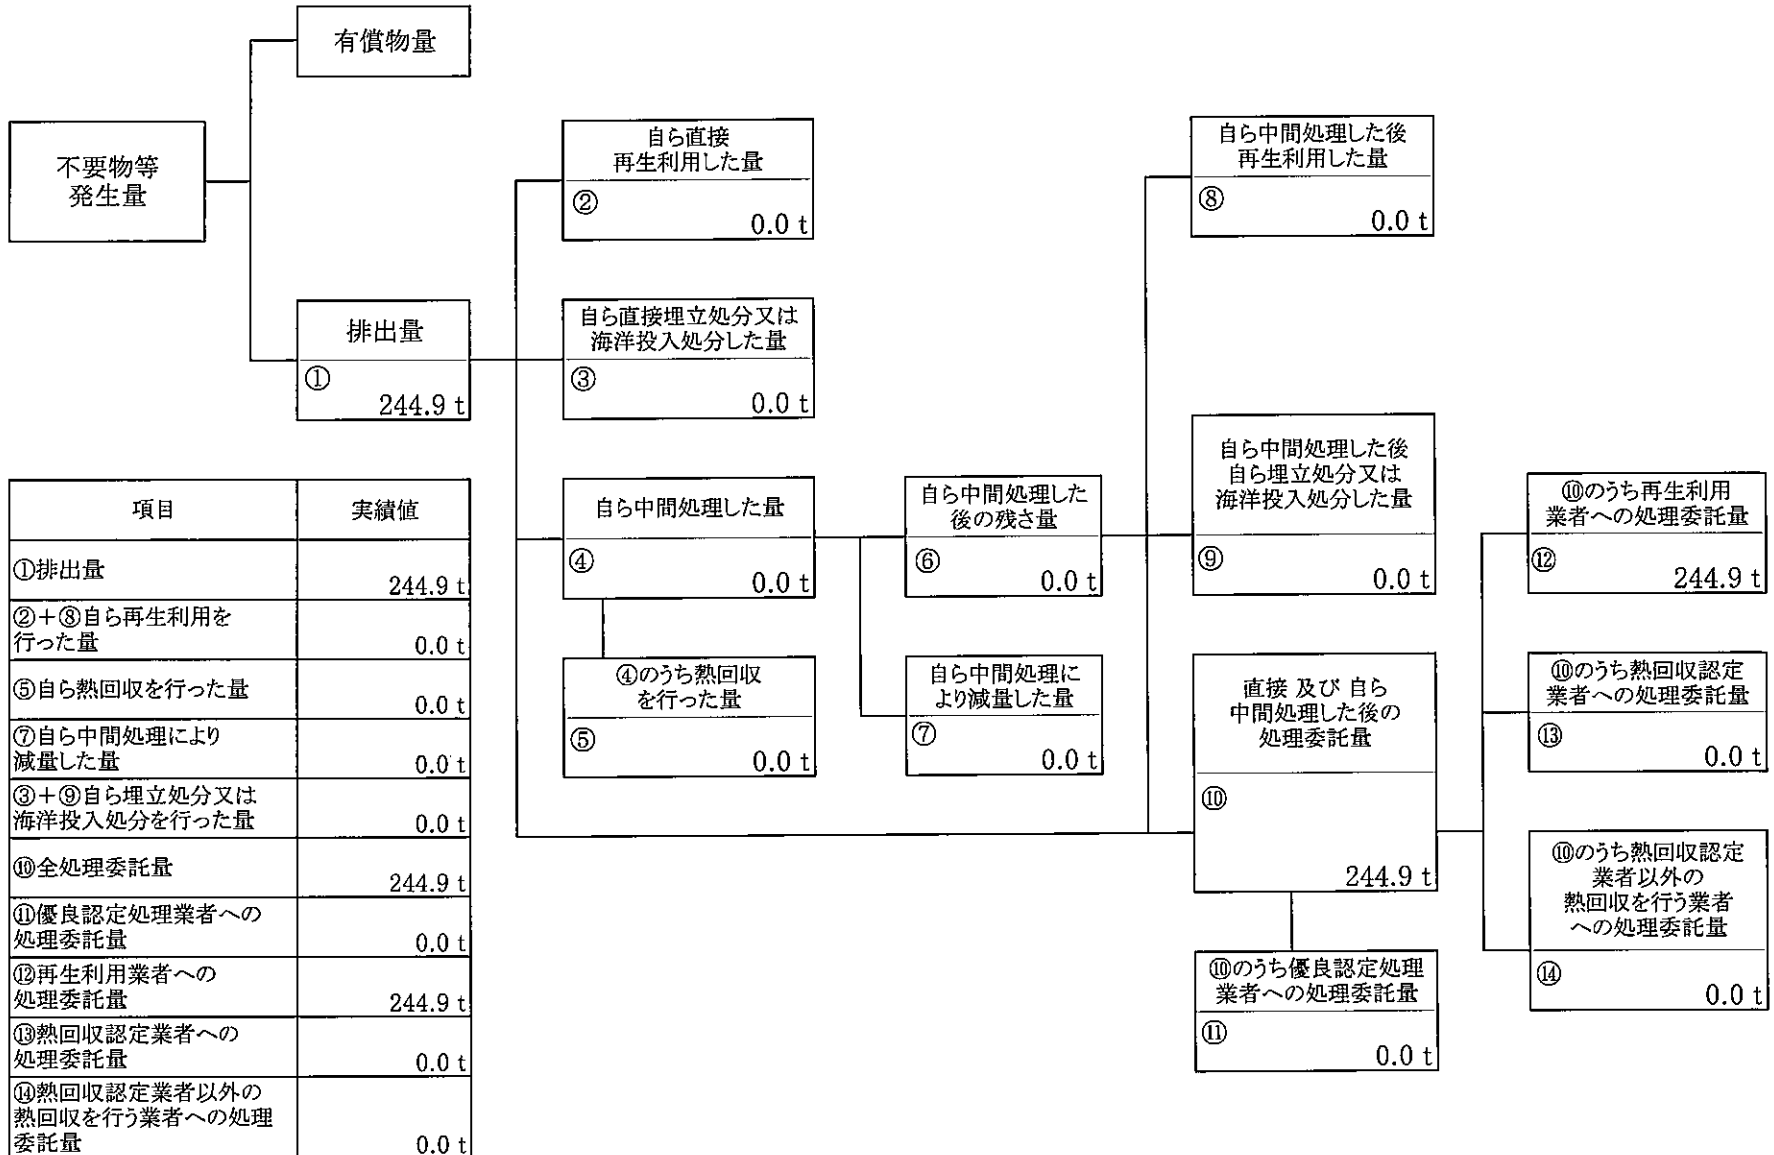 有償物量
不要物等
発生量
排出量
①
244.9 t
自ら直接
再生利用した量
②
0.0 t
自ら直接埋立処分又は
海洋投入処分した量
③
0.0 t
自ら中間処理した量
④
0.0 t
④のうち熱回収
を行った量
⑤
0.0 t
自ら中間処理した
後の残さ量
⑥
0.0 t
自ら中間処理に
より減量した量
⑦
0.0 t
自ら中間処理した後
再生利用した量
⑧
0.0 t
自ら中間処理した後
自ら埋立処分又は
海洋投入処分した量
⑨
0.0 t
直接 及び 自ら
中間処理した後の
処理委託量
⑩
244.9 t
⑩のうち優良認定処理
業者への処理委託量
⑪
0.0 t
⑩のうち再生利用
業者への処理委託量
⑫
244.9 t
⑩のうち熱回収認定
業者への処理委託量
⑬
0.0 t
⑩のうち熱回収認定
業者以外の
熱回収を行う業者
への処理委託量
⑭
0.0 t
項目 実績値
①排出量
244.9 t
②+⑧自ら再生利用を
行った量 0.0 t
⑤自ら熱回収を行った量
0.0 t
⑦自ら中間処理により
減量した量 0.0 t
③+⑨自ら埋立処分又は
海洋投入処分を行った量 0.0 t
⑩全処理委託量
244.9 t
⑪優良認定処理業者への
処理委託量 0.0 t
⑫再生利用業者への
処理委託量 244.9 t
⑬熱回収認定業者への
処理委託量 0.0 t
⑭熱回収認定業者以外の
熱回収を行う業者への処理
委託量 0.0 t